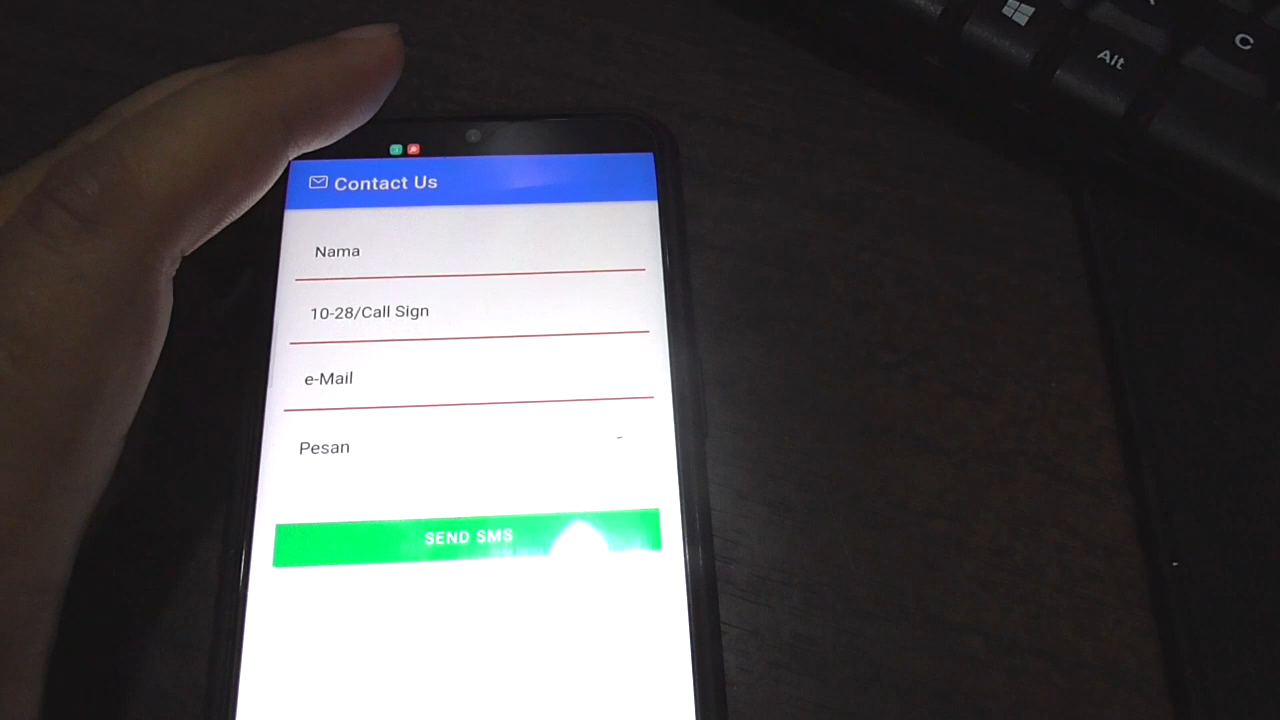 Alt
C
Contact Us
Nama
10-28/Call Sign
e-Mail
Pesan
SEND SMS